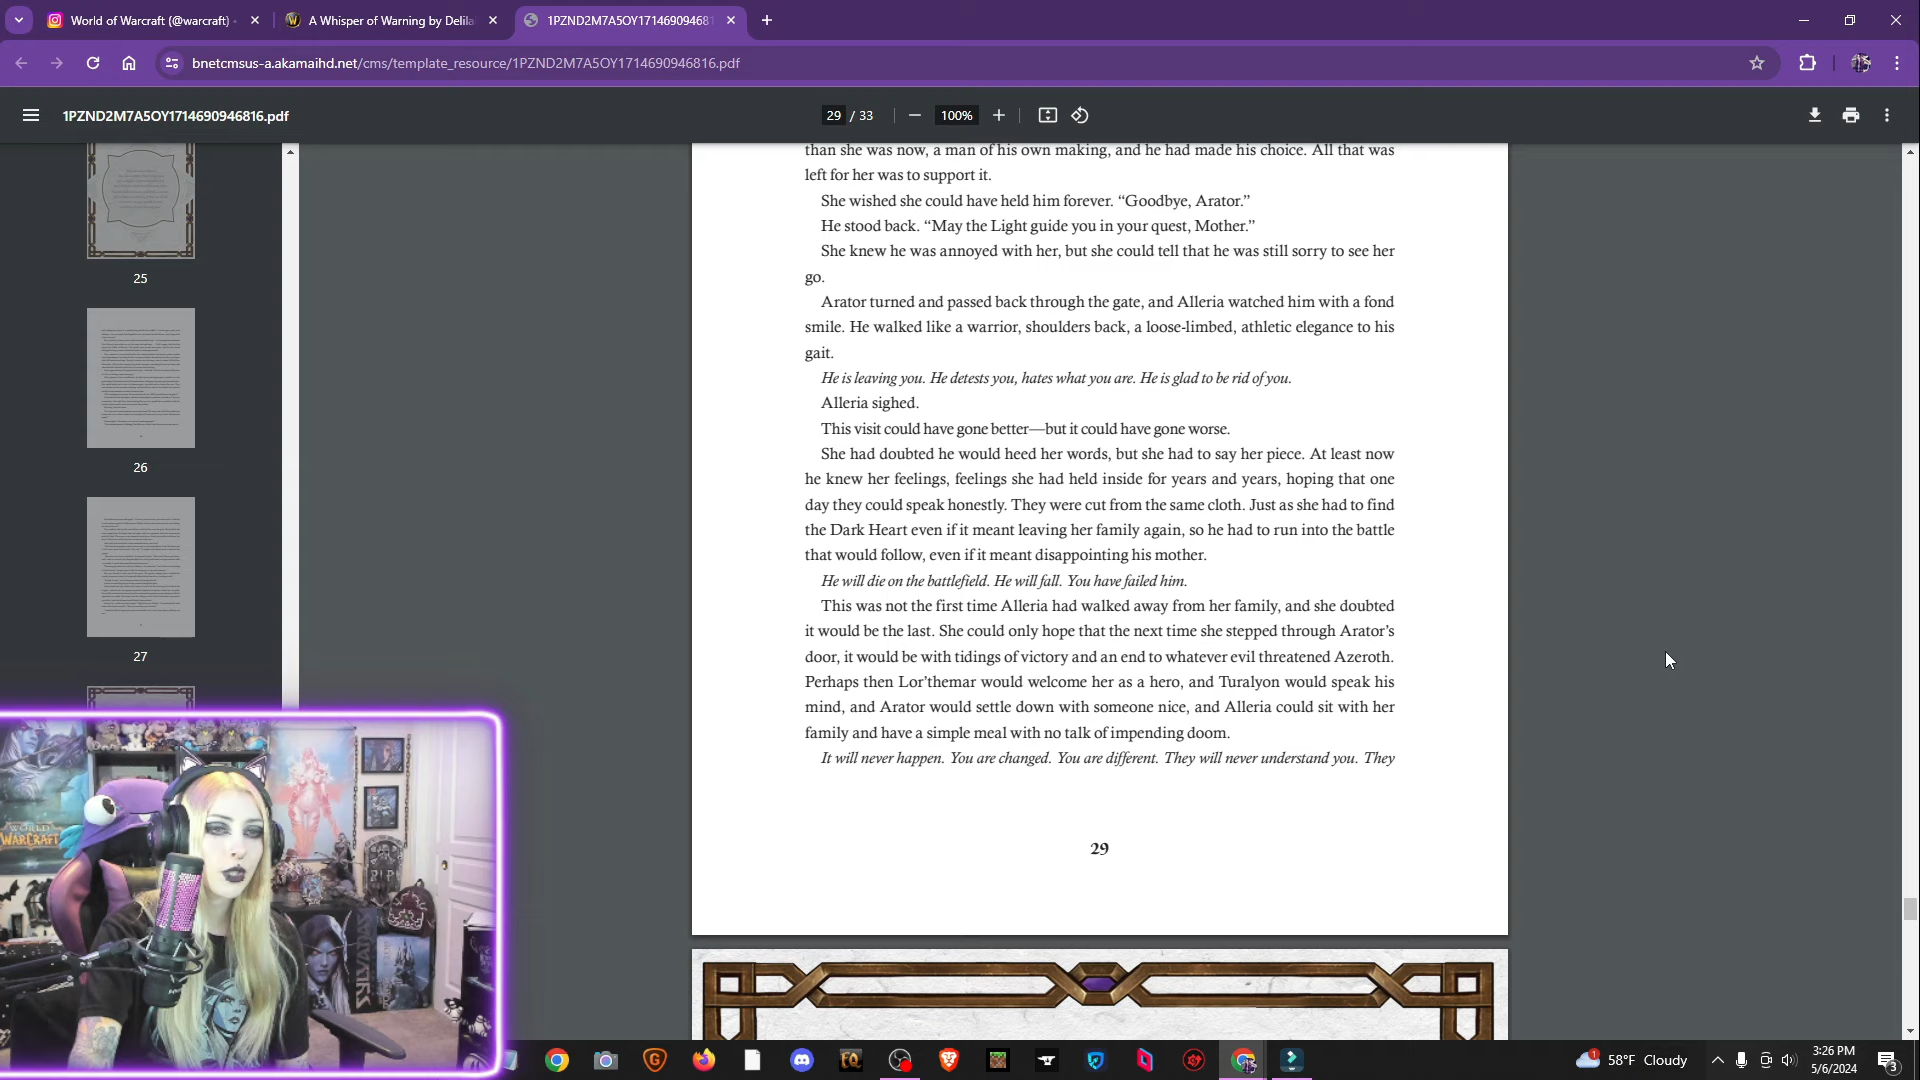 World of Warcraft (@warcraft)
A Whisper of Warning by Delila
1PZND2M7A5OY17146909468
bnetcmsus-a.akamaihd.net/cms/template_resource/1PZND2M7A5OY1714690946816.pdf
1PZND2M7A5OY1714690946816.pdf
29 / 33
100%
25
26
27
than she was now, a man of his own making, and he had made his choice. All that was
left for her was to support it.
She wished she could have held him forever. “Goodbye, Arator.”
He stood back. “May the Light guide you in your quest, Mother.”
She knew he was annoyed with her, but she could tell that he was still sorry to see her
go.
Arator turned and passed back through the gate, and Alleria watched him with a fond
smile. He walked like a warrior, shoulders back, a loose-limbed, athletic elegance to his
gait.
He is leaving you. He detests you, hates what you are. He is glad to be rid of you.
Alleria sighed.
This visit could have gone better—but it could have gone worse.
She had doubted he would heed her words, but she had to say her piece. At least now
he knew her feelings, feelings she had held inside for years and years, hoping that one
day they could speak honestly. They were cut from the same cloth. Just as she had to find
the Dark Heart even if it meant leaving her family again, so he had to run into the battle
that would follow, even if it meant disappointing his mother.
He will die on the battlefield. He will fall. You have failed him.
This was not the first time Alleria had walked away from her family, and she doubted
it would be the last. She could only hope that the next time she stepped through Arator’s
door, it would be with tidings of victory and an end to whatever evil threatened Azeroth.
Perhaps then Lor’themar would welcome her as a hero, and Turalyon would speak his
mind, and Arator would settle down with someone nice, and Alleria could sit with her
family and have a simple meal with no talk of impending doom.
It will never happen. You are changed. You are different. They will never understand you. They
29
WORLD
WARCRAFT
RIP
58°F Cloudy
3:26 PM
5/6/2024